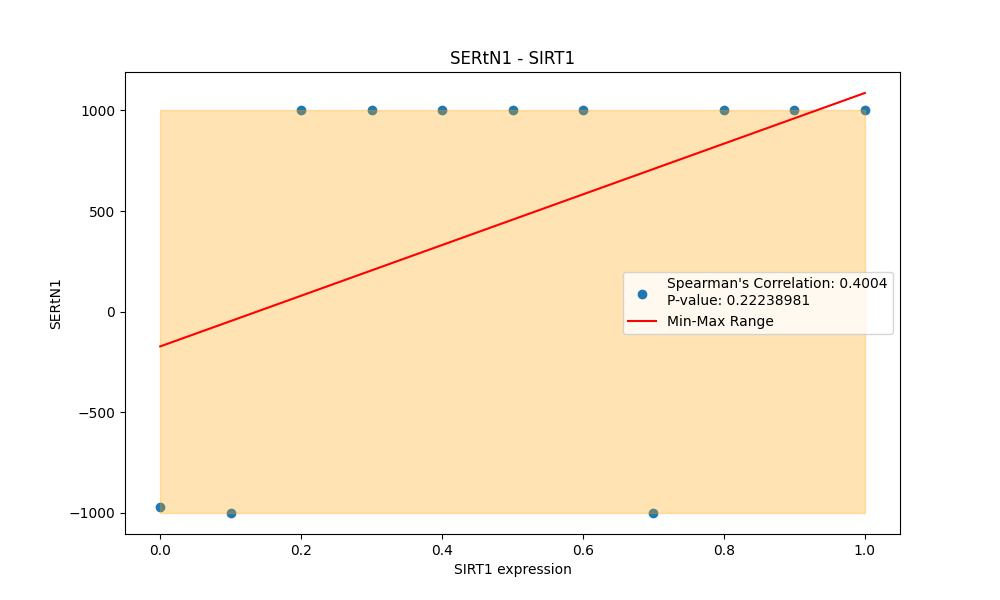 SERtN1 - SIRT1
1000
500
0
−500
−1000
SERtN1
Spearman's Correlation: 0.4004
P-value: 0.22238981
Min-Max Range
0.0 0.2 0.4 0.6 0.8 1.0
SIRT1 expression